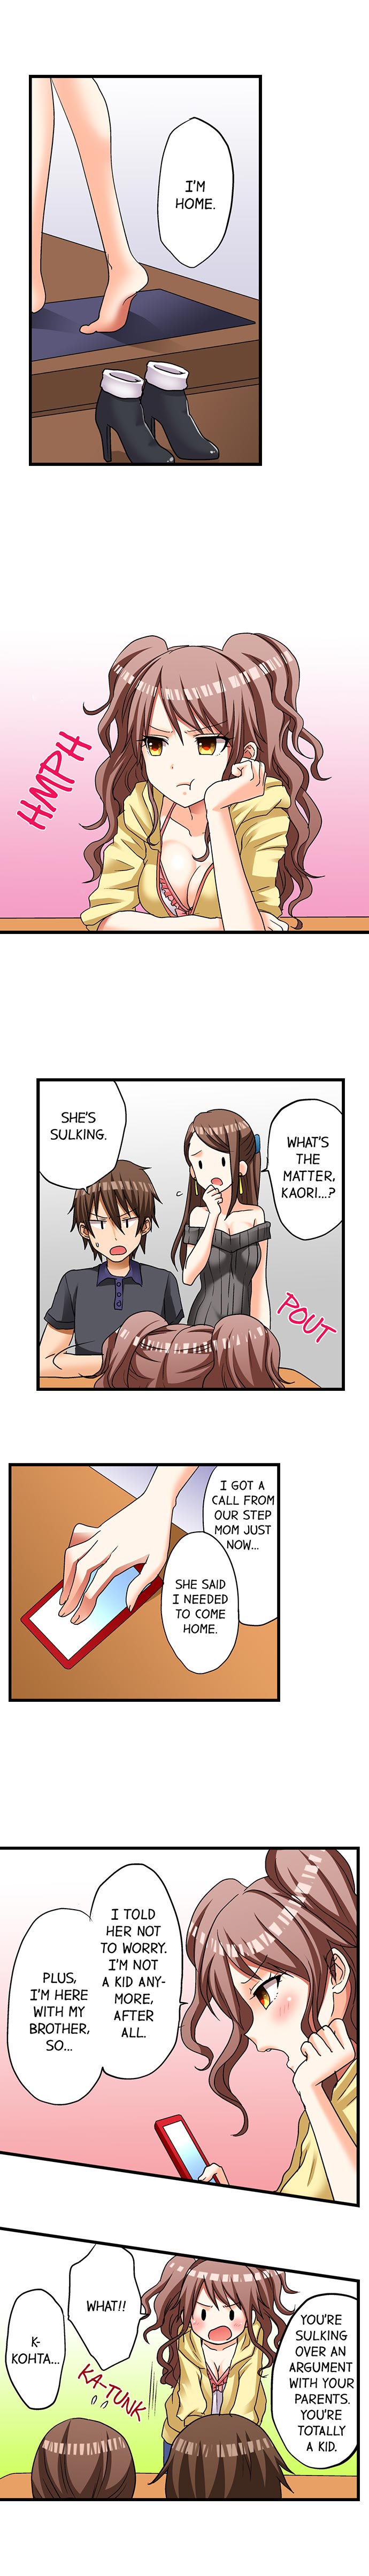 I'M
HOME.
HMPH
SHE'S
SULKING.
WHAT'S
THE
MATTER,
KAORI...?
POUT
I GOT A
CALL FROM
OUR STEP
MOM JUST
NOW...
SHE SAID
I NEEDED
TO COME
HOME.
I TOLD
HER NOT
TO WORRY.
I'M NOT
A KID ANY-
MORE,
AFTER
ALL.
PLUS,
I'M HERE
WITH MY
BROTHER,
SO...
YOU'RE
SULKING
OVER AN
ARGUMENT
WITH YOUR
PARENTS.
YOU'RE
TOTALLY
A KID.
WHAT!!
K-
KOHTA...
KA-TUNK